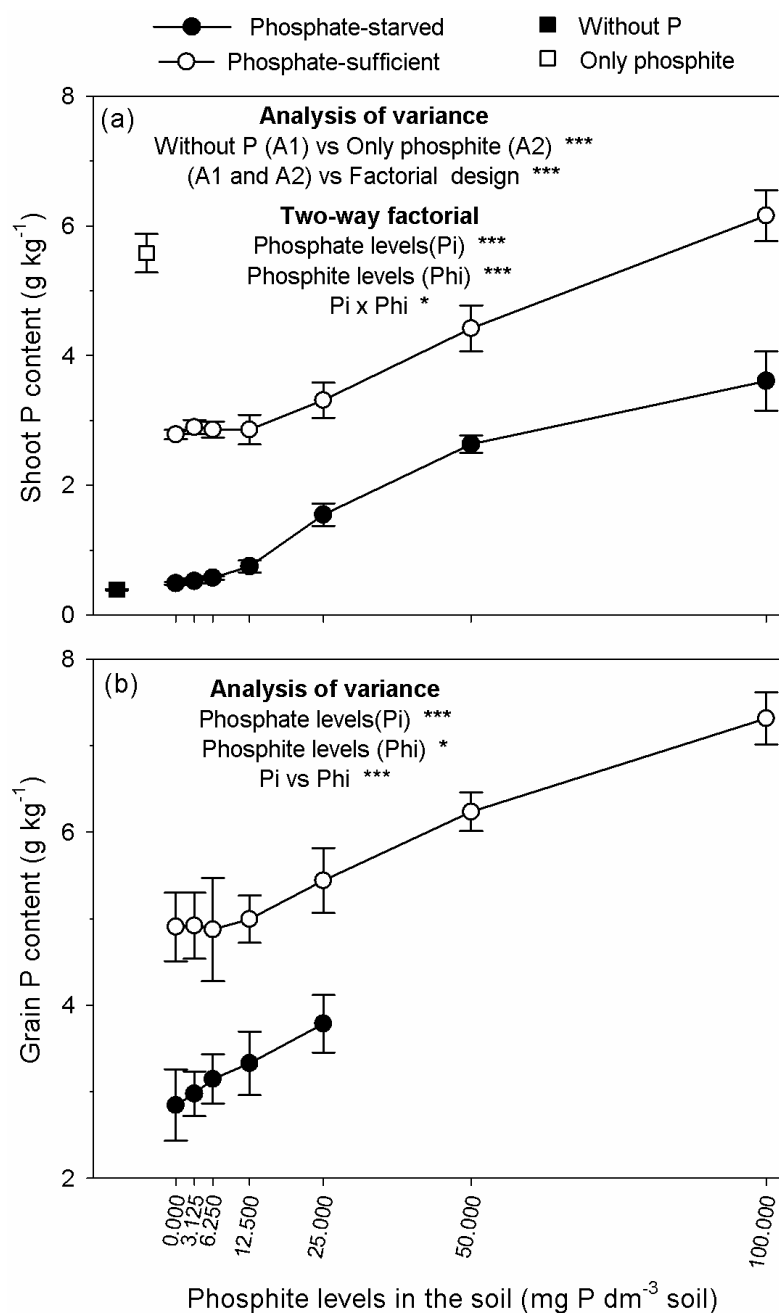 Phosphate-starved
Without P
Phosphate-sufficient
Only phosphite
8
(a)
Analysis of variance
Without P (A1) vs Only phosphite (A2) ***
(A1 and A2) vs Factorial design ***
Two-way factorial
Phosphate levels(Pi) ***
Phosphite levels (Phi) ***
Pi x Phi *
6
4
2
0
Shoot P content (g kg-1)
8
(b)
Analysis of variance
Phosphate levels(Pi) ***
Phosphite levels (Phi) *
Pi vs Phi ***
6
4
2
Grain P content (g kg-1)
0.000
3.125
6.250
12.500
25.000
50.000
100.000
Phosphite levels in the soil (mg P dm-3 soil)